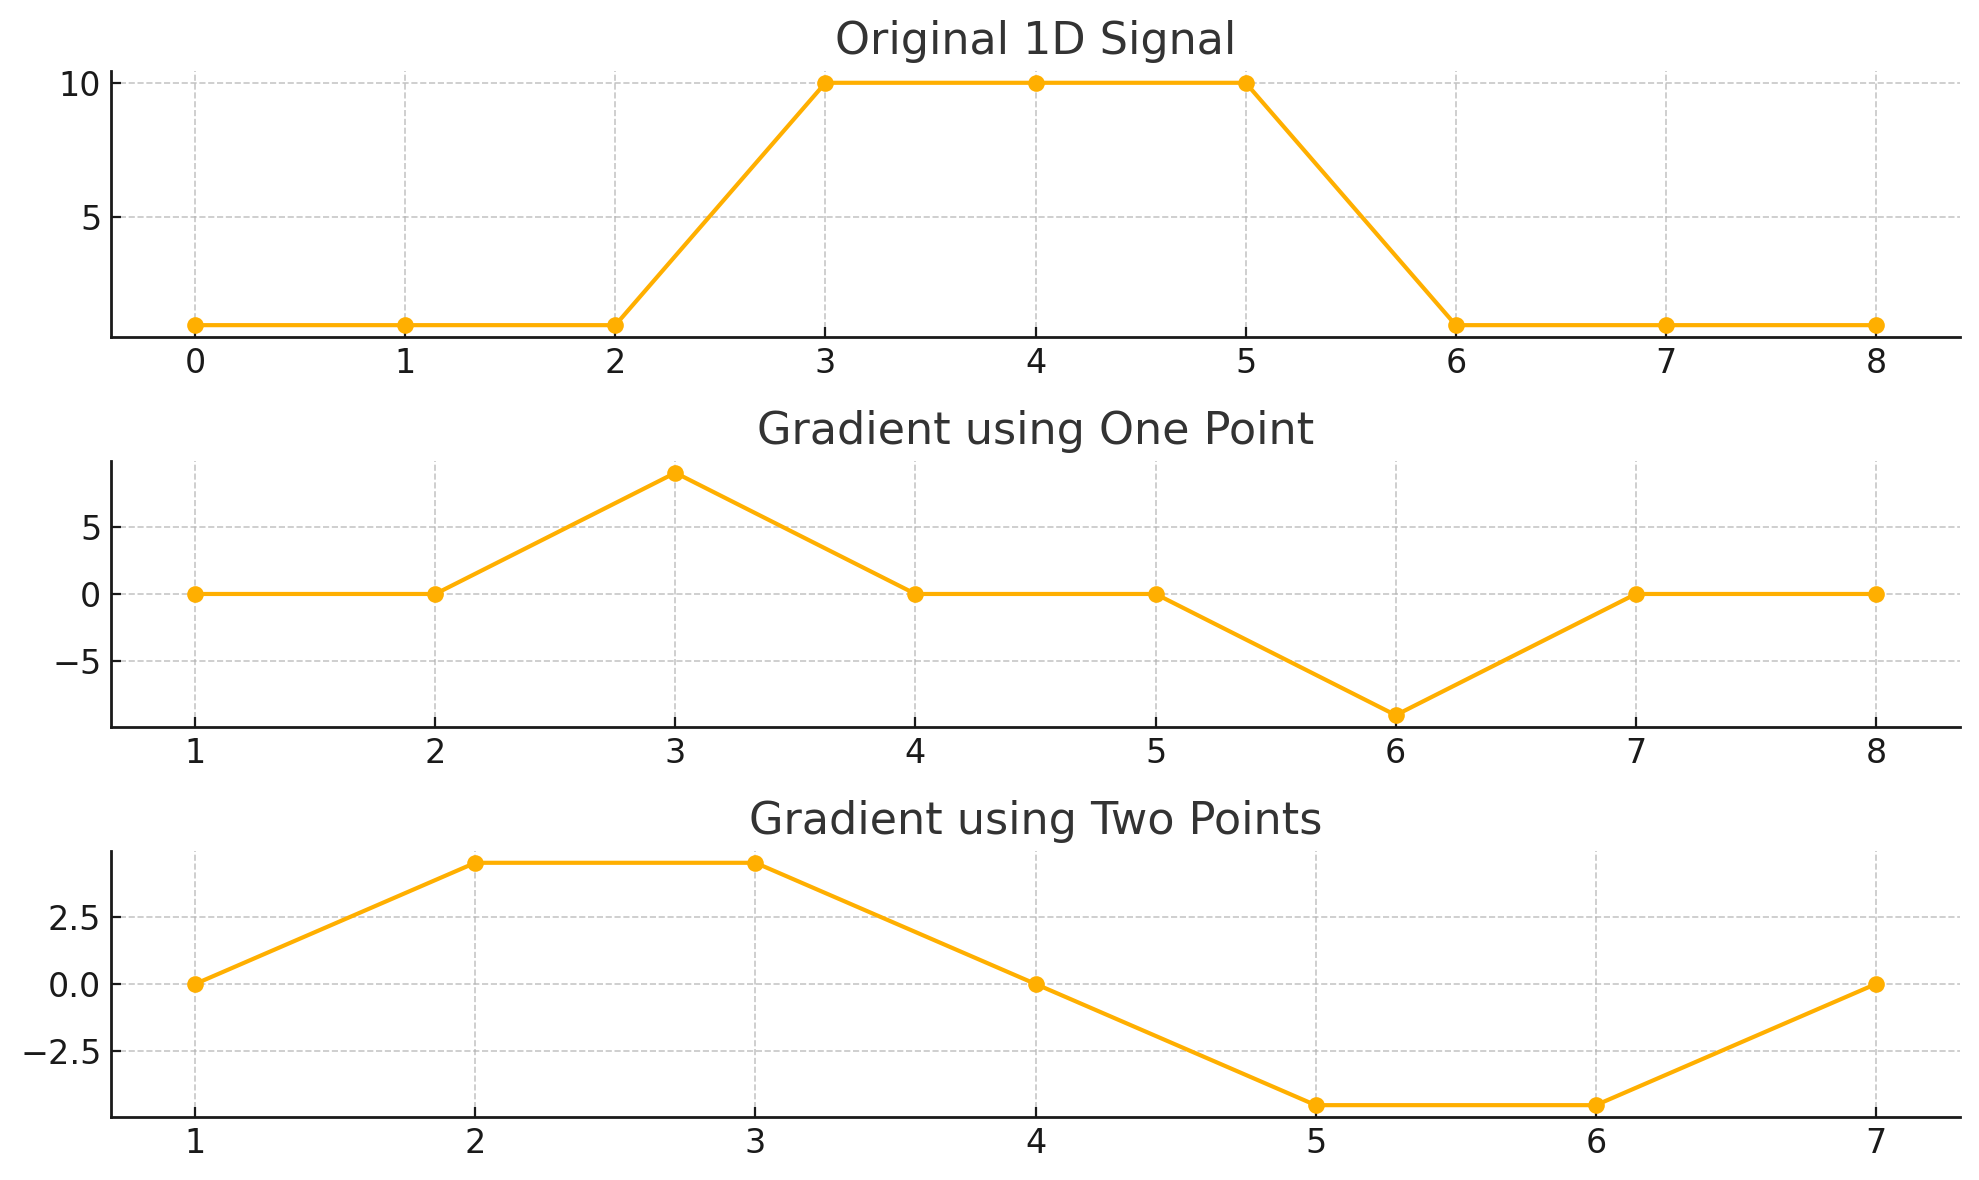 Original 1D Signal
10
5
0 1 2 3 4 5 6 7 8
Gradient using One Point
5
0
−5
1 2 3 4 5 6 7 8
Gradient using Two Points
2.5
0.0
−2.5
1 2 3 4 5 6 7